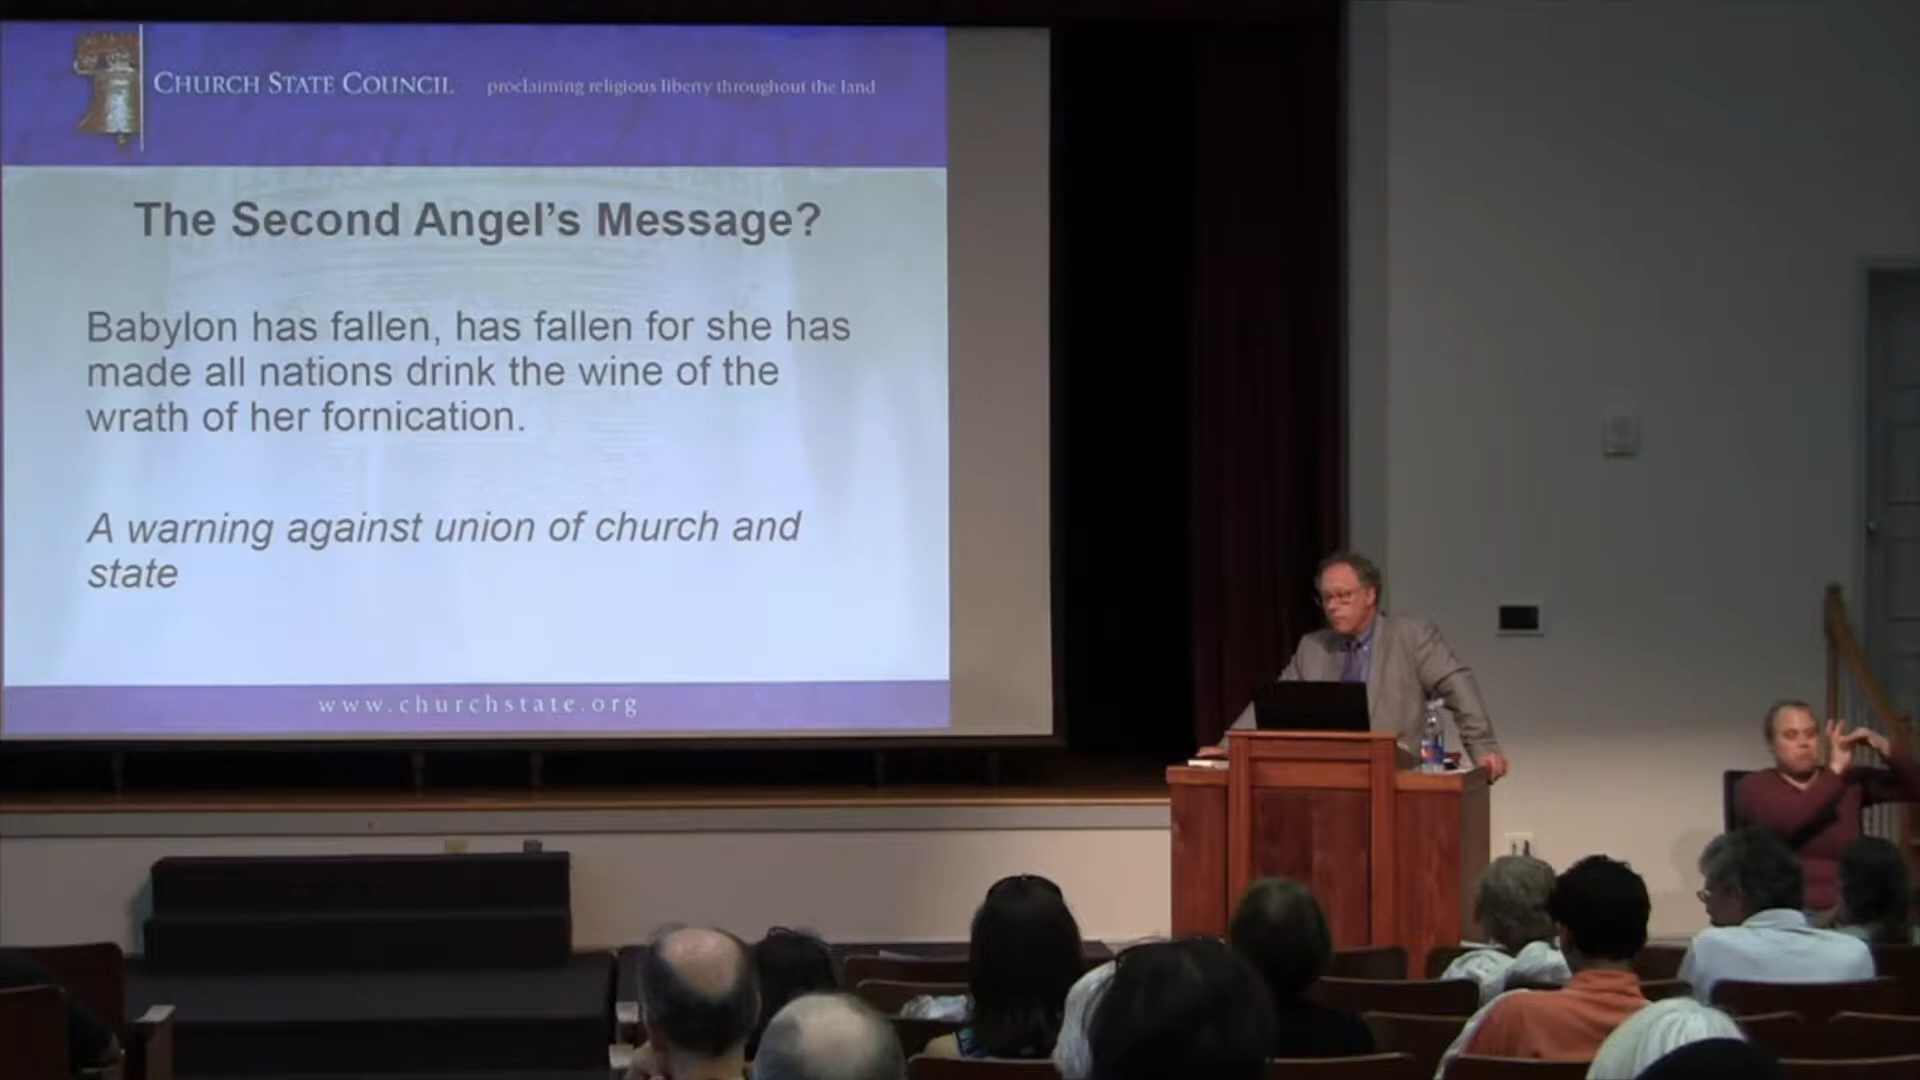 CHURCH STATE COUNCIL proclaiming religious liberty throughout the land
The Second Angel's Message?
Babylon has fallen, has fallen for she has
made all nations drink the wine of the
wrath of her fornication.
A warning against union of church and
state
www.churchstate.org